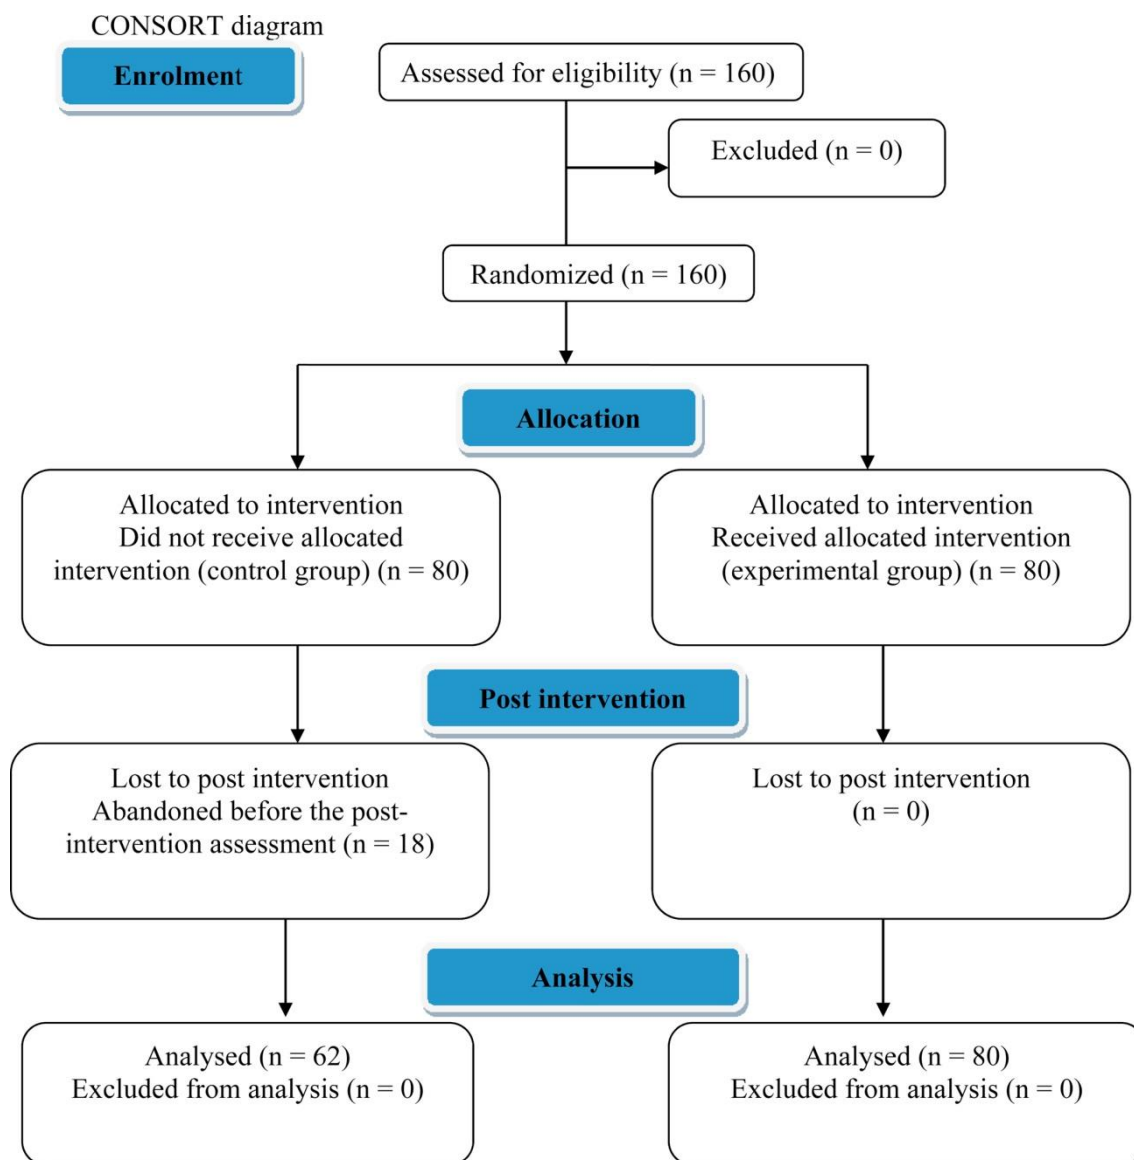 CONSORT diagram
Enrolment
Assessed for eligibility (n = 160)
Excluded (n = 0)
Randomized (n = 160)
Allocation
Allocated to intervention
Did not receive allocated
intervention (control group) (n = 80)
Allocated to intervention
Received allocated intervention
(experimental group) (n = 80)
Post intervention
Lost to post intervention
Abandoned before the post-
intervention assessment (n = 18)
Lost to post intervention
(n = 0)
Analysis
Analysed (n = 62)
Excluded from analysis (n = 0)
Analysed (n = 80)
Excluded from analysis (n = 0)